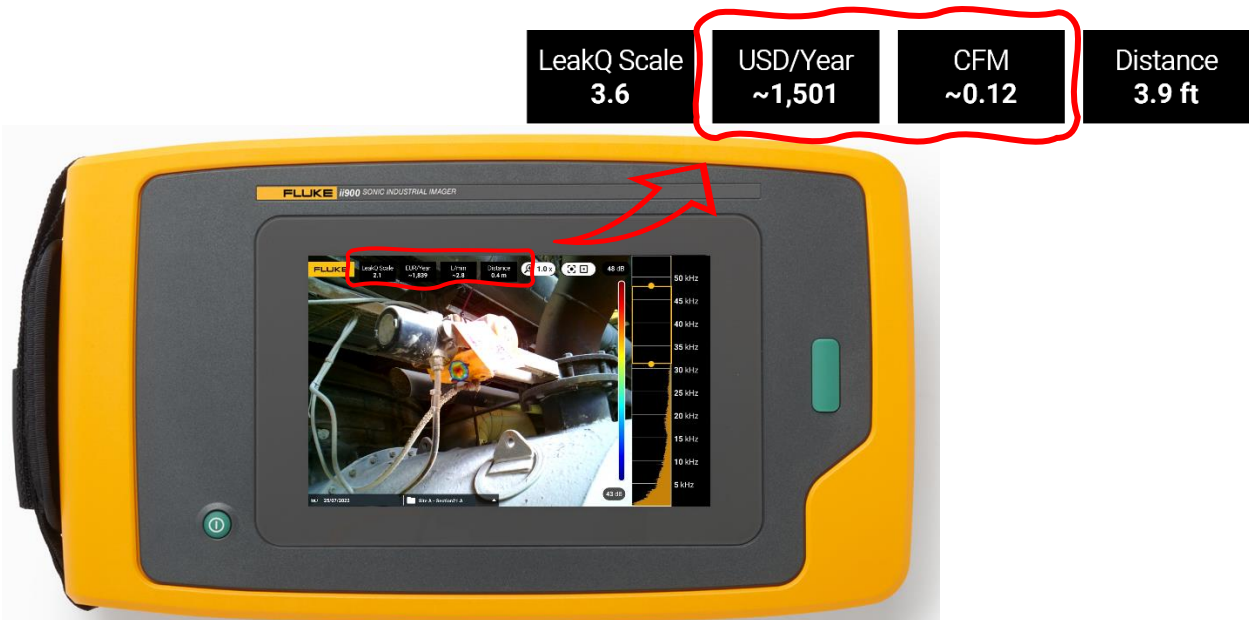 LeakQ Scale
3.6
USD/Year
~1,501
CFM
~0.12
Distance
3.9 ft
FLUKE ii900 SONIC INDUSTRIAL IMAGER
FLUKE
LeakQ Scale
2.1
EUR/Year
~1,839
L/min
~2.8
Distance
0.4 m
1.0 x
48 dB
50 kHz
45 kHz
40 kHz
35 kHz
30 kHz
25 kHz
20 kHz
15 kHz
10 kHz
5 kHz
43 dB